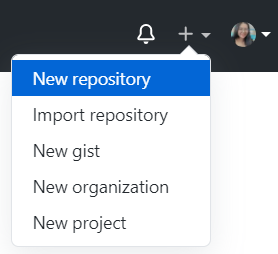 New repository
Import repository
New gist
New organization
New project